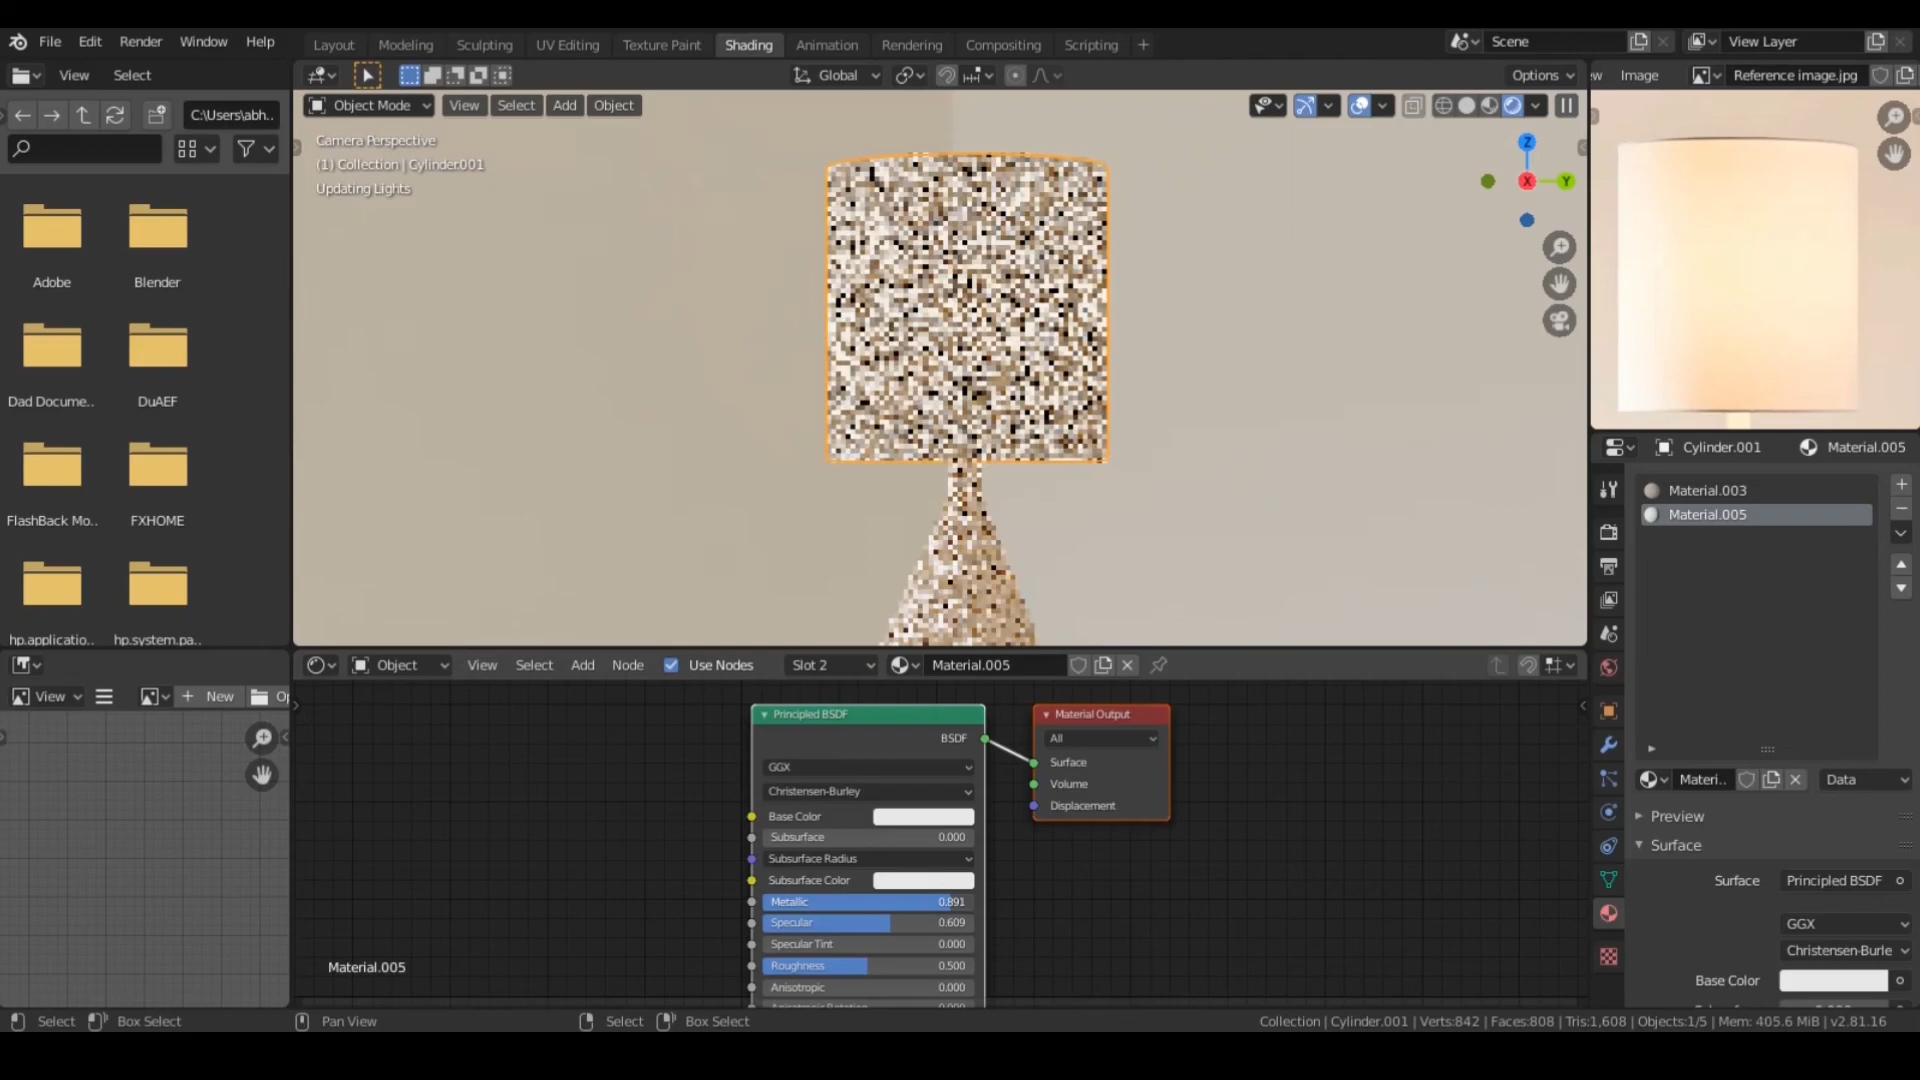 File Edit Render Window Help
Layout Modeling Sculpting UV Editing Texture Paint Shading Animation Rendering Compositing Scripting +
Scene
View Layer
View Select
Global
Options
Image
Reference image.jpg
C:\Users\abh..
Object Mode View Select Add Object
Camera Perspective
(1) Collection | Cylinder.001
Updating Lights
Z
X
Y
Adobe
Blender
Dad Docume..
DuAEF
FlashBack Mo..
FXHOME
hp.applicatio..
hp.system.pa..
Cylinder.001
Material.005
Material.003
Material.005
Object View Select Add Node Use Nodes Slot 2 Material.005
View New
Principled BSDF
BSDF
GGX
Christensen-Burley
Base Color
Subsurface 0.000
Subsurface Radius
Subsurface Color
Metallic 0.891
Specular 0.609
Specular Tint 0.000
Roughness 0.500
Anisotropic 0.000
Material Output
All
Surface
Volume
Displacement
Material.005
Materi.. Data
Preview
Surface
Surface Principled BSDF
GGX
Christensen-Burle
Base Color
Select Box Select Pan View Select Box Select
Collection | Cylinder.001 | Verts:842 | Faces:808 | Tris:1,608 | Objects:1/5 | Mem: 405.6 MiB | v2.81.16